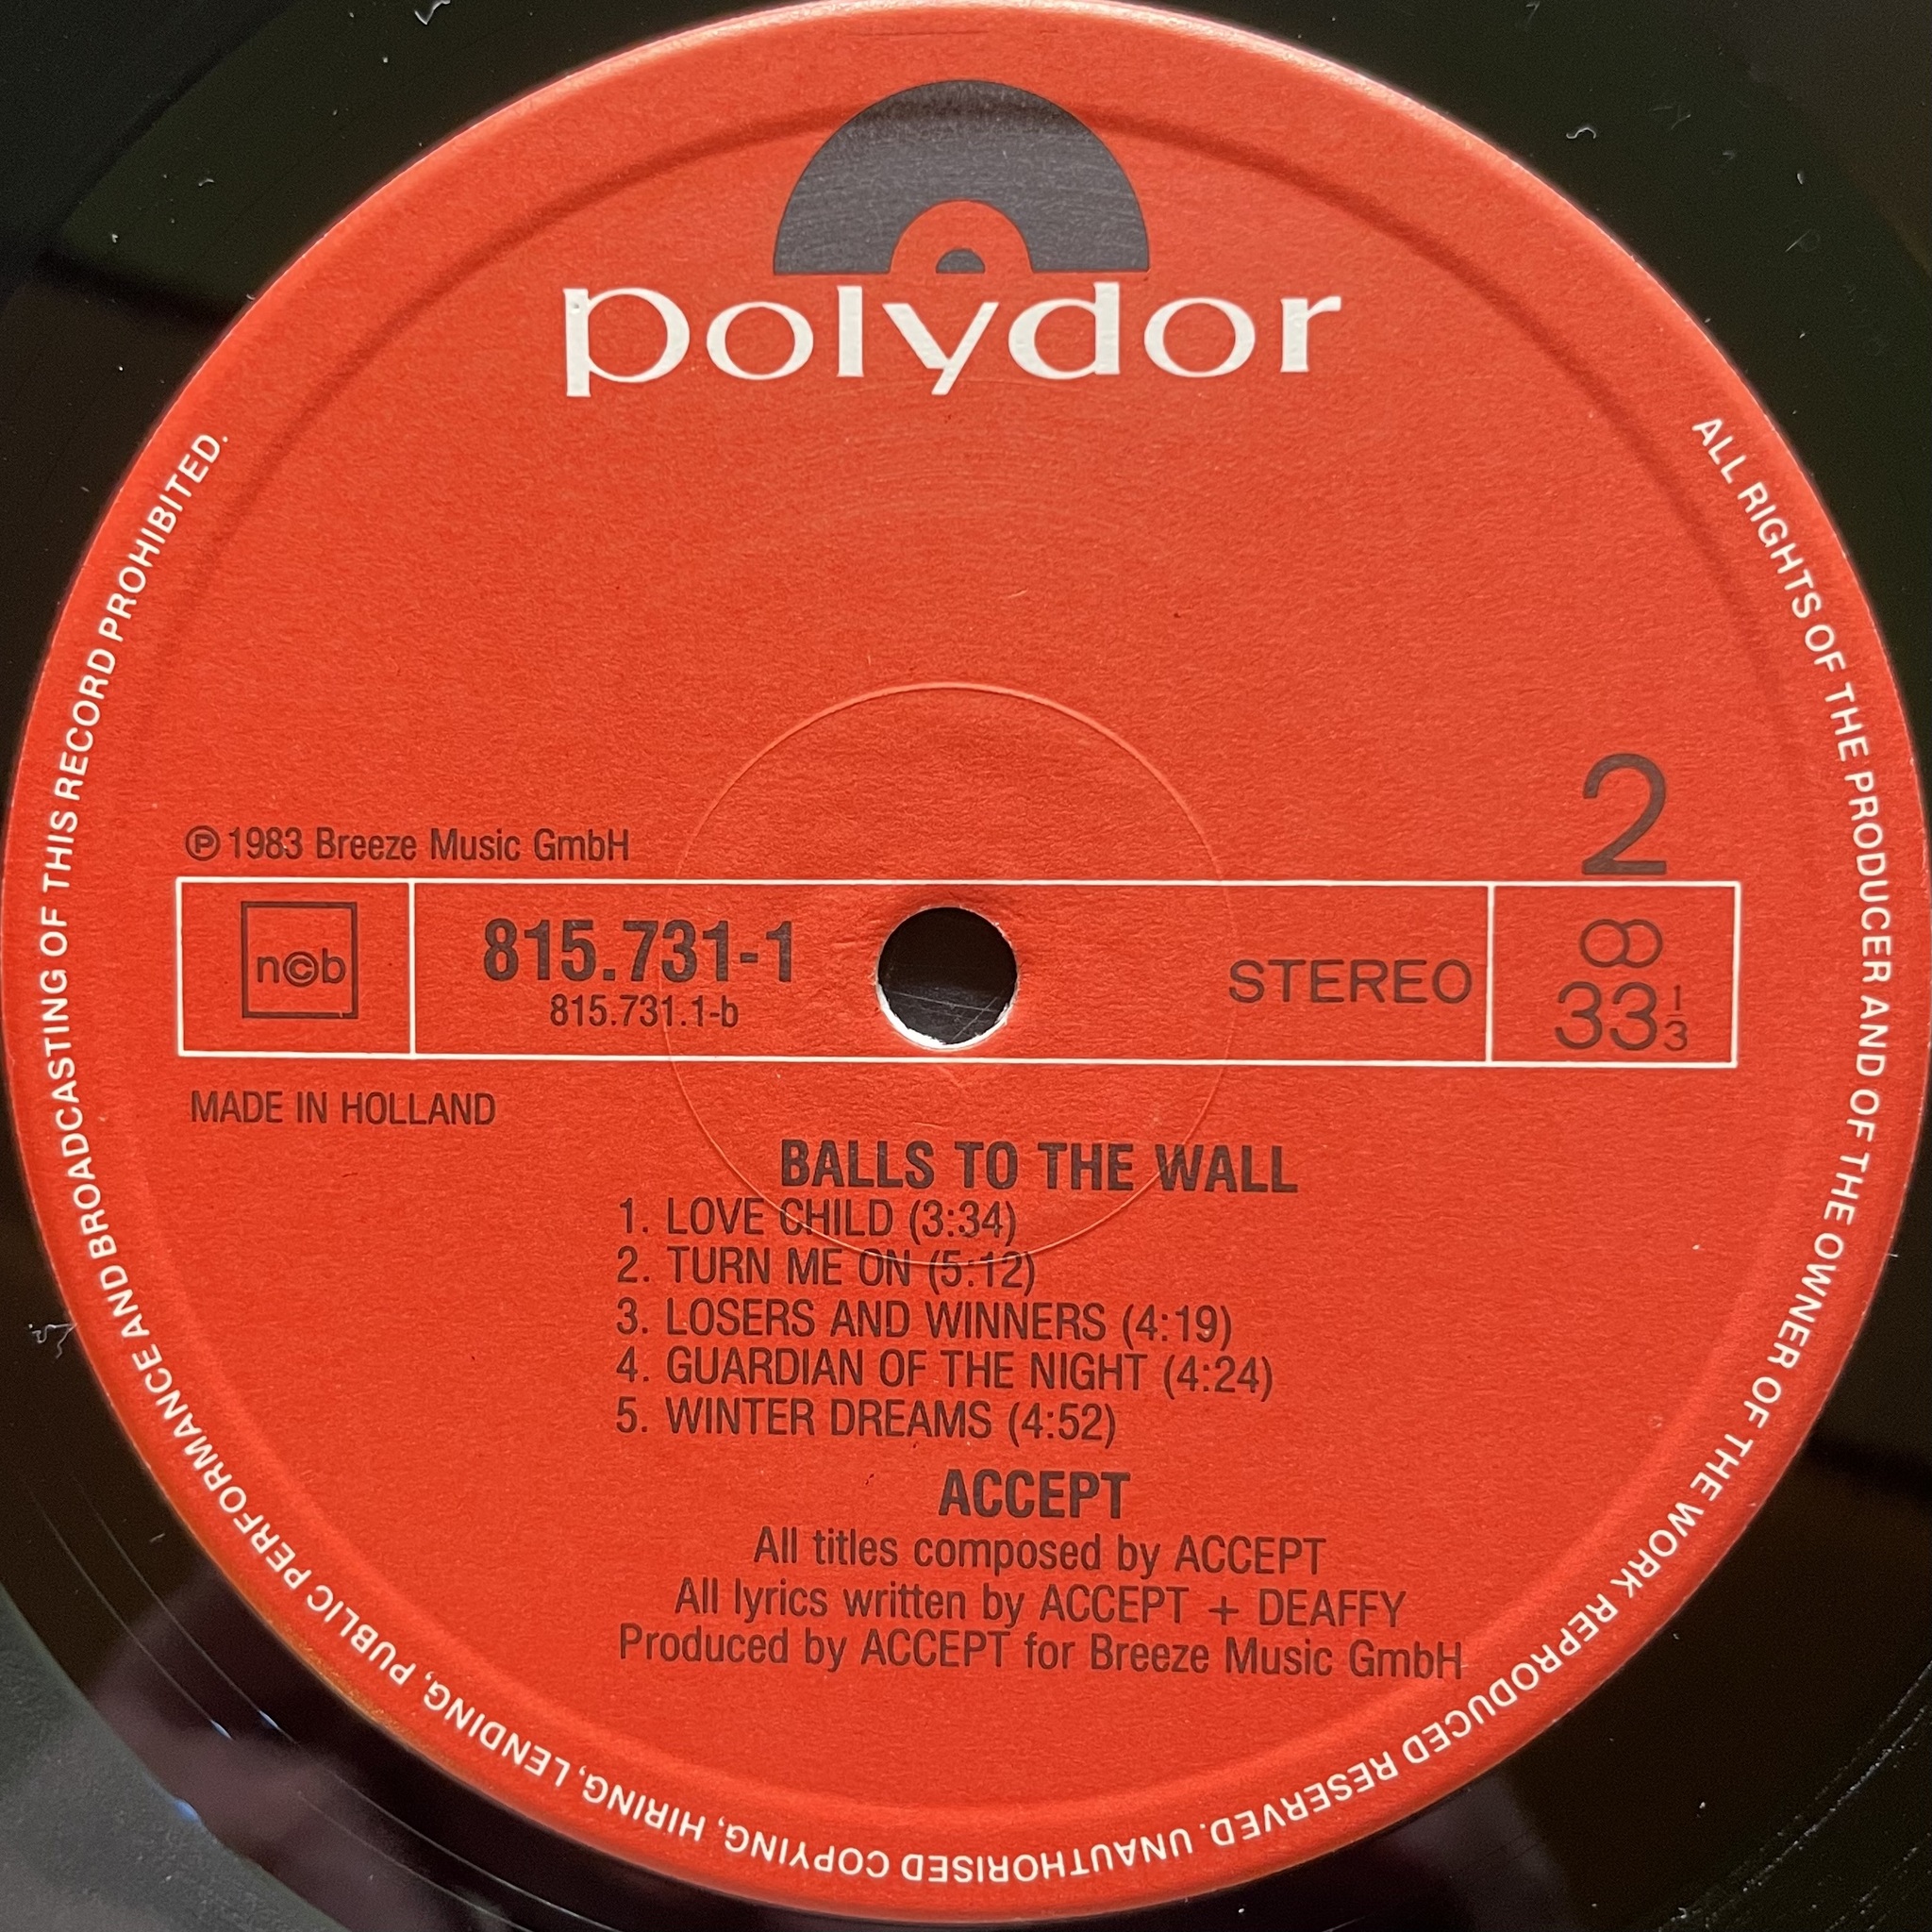 polydor
ALL RIGHTS OF THE PRODUCER AND OF THE OWNER OF THE WORK REPRODUCED RESERVED. UNAUTHORISED COPYING, HIRING, LENDING, PUBLIC PERFORMANCE AND BROADCASTING OF THIS RECORD PROHIBITED.
2
℗ 1983 Breeze Music GmbH
n©b
815.731-1
815.731.1-b
STEREO
33 1/3
MADE IN HOLLAND
BALLS TO THE WALL
1. LOVE CHILD (3:34)
2. TURN ME ON (5:12)
3. LOSERS AND WINNERS (4:19)
4. GUARDIAN OF THE NIGHT (4:24)
5. WINTER DREAMS (4:52)
ACCEPT
All titles composed by ACCEPT
All lyrics written by ACCEPT + DEAFFY
Produced by ACCEPT for Breeze Music GmbH